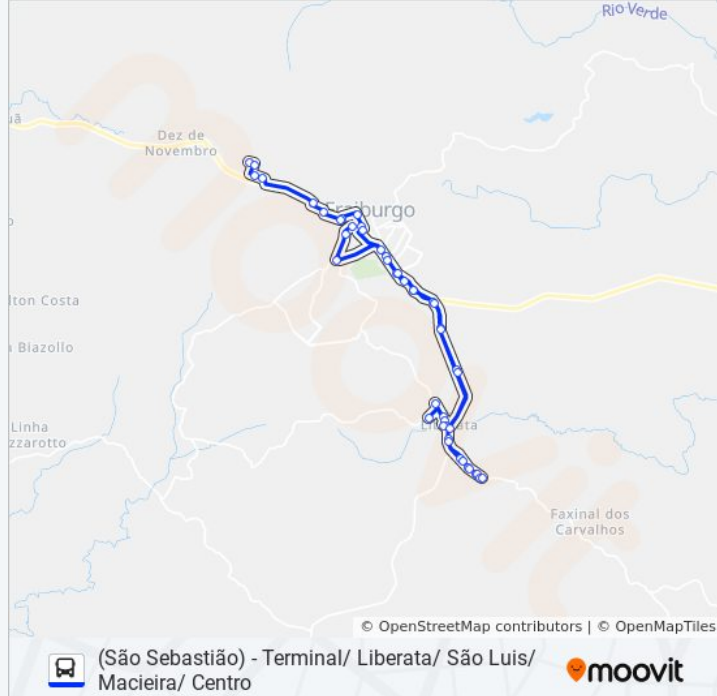 Rio Verde
uã
Dez de
Novembro
Fraiburgo
lton Costa
Biazollo
Linha
zzarotto
Liberata
Faxinal dos
Carvalhos
© OpenStreetMap contributors | © OpenMapTiles
(São Sebastião) - Terminal/ Liberata/ São Luis/
Macieira/ Centro
moovit